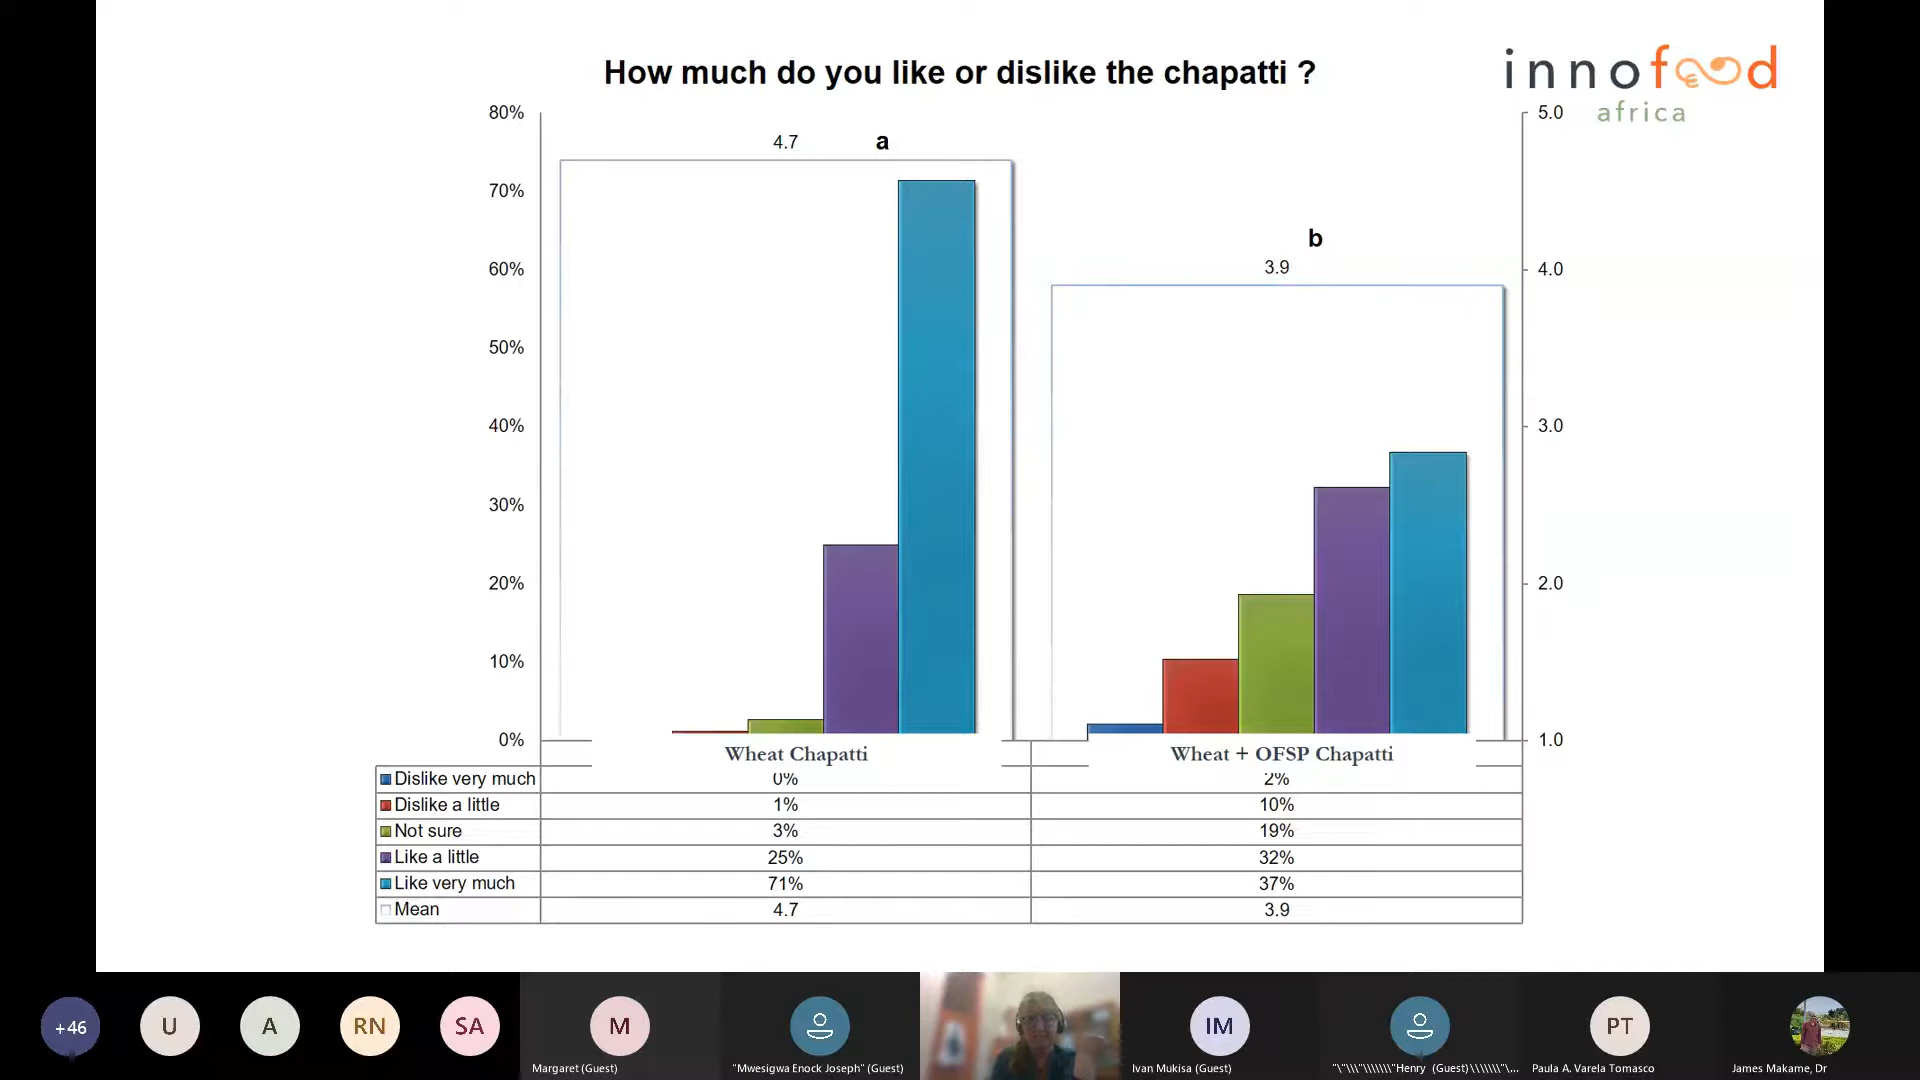 How much do you like or dislike the chapatti ?
innofood
africa
80%
70%
60%
50%
40%
30%
20%
10%
0%
4.7
a
b
3.9
5.0
4.0
3.0
2.0
1.0
Wheat Chapatti Wheat + OFSP Chapatti
Dislike very much 0% 2%
Dislike a little 1% 10%
Not sure 3% 19%
Like a little 25% 32%
Like very much 71% 37%
Mean 4.7 3.9
+46
U
A
RN
SA
M
Margaret (Guest)
"Mwesigwa Enock Joseph" (Guest)
IM
Ivan Mukisa (Guest)
"\"\\\"\\\\\\\"Henry (Guest)\\\\\\\"\...
PT
Paula A. Varela Tomasco
James Makame, Dr